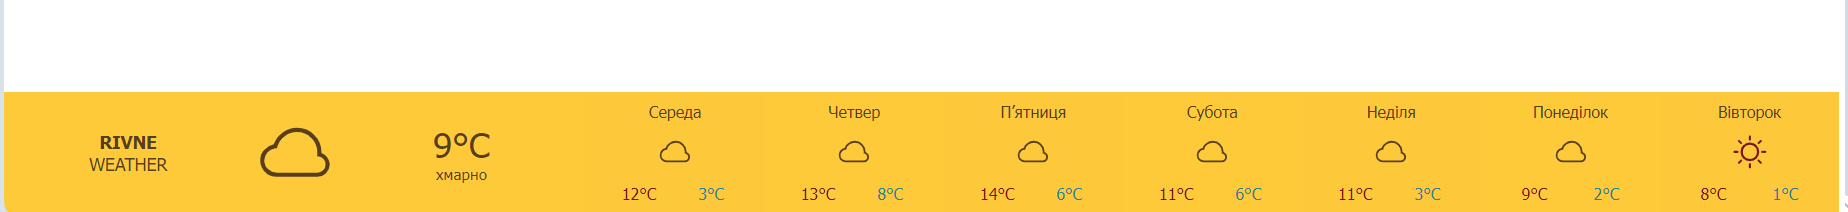 RIVNE
WEATHER
9°C
хмарно
Середа
12°C 3°C
Четвер
13°C 8°C
П’ятниця
14°C 6°C
Субота
11°C 6°C
Неділя
11°C 3°C
Понеділок
9°C 2°C
Вівторок
8°C 1°C